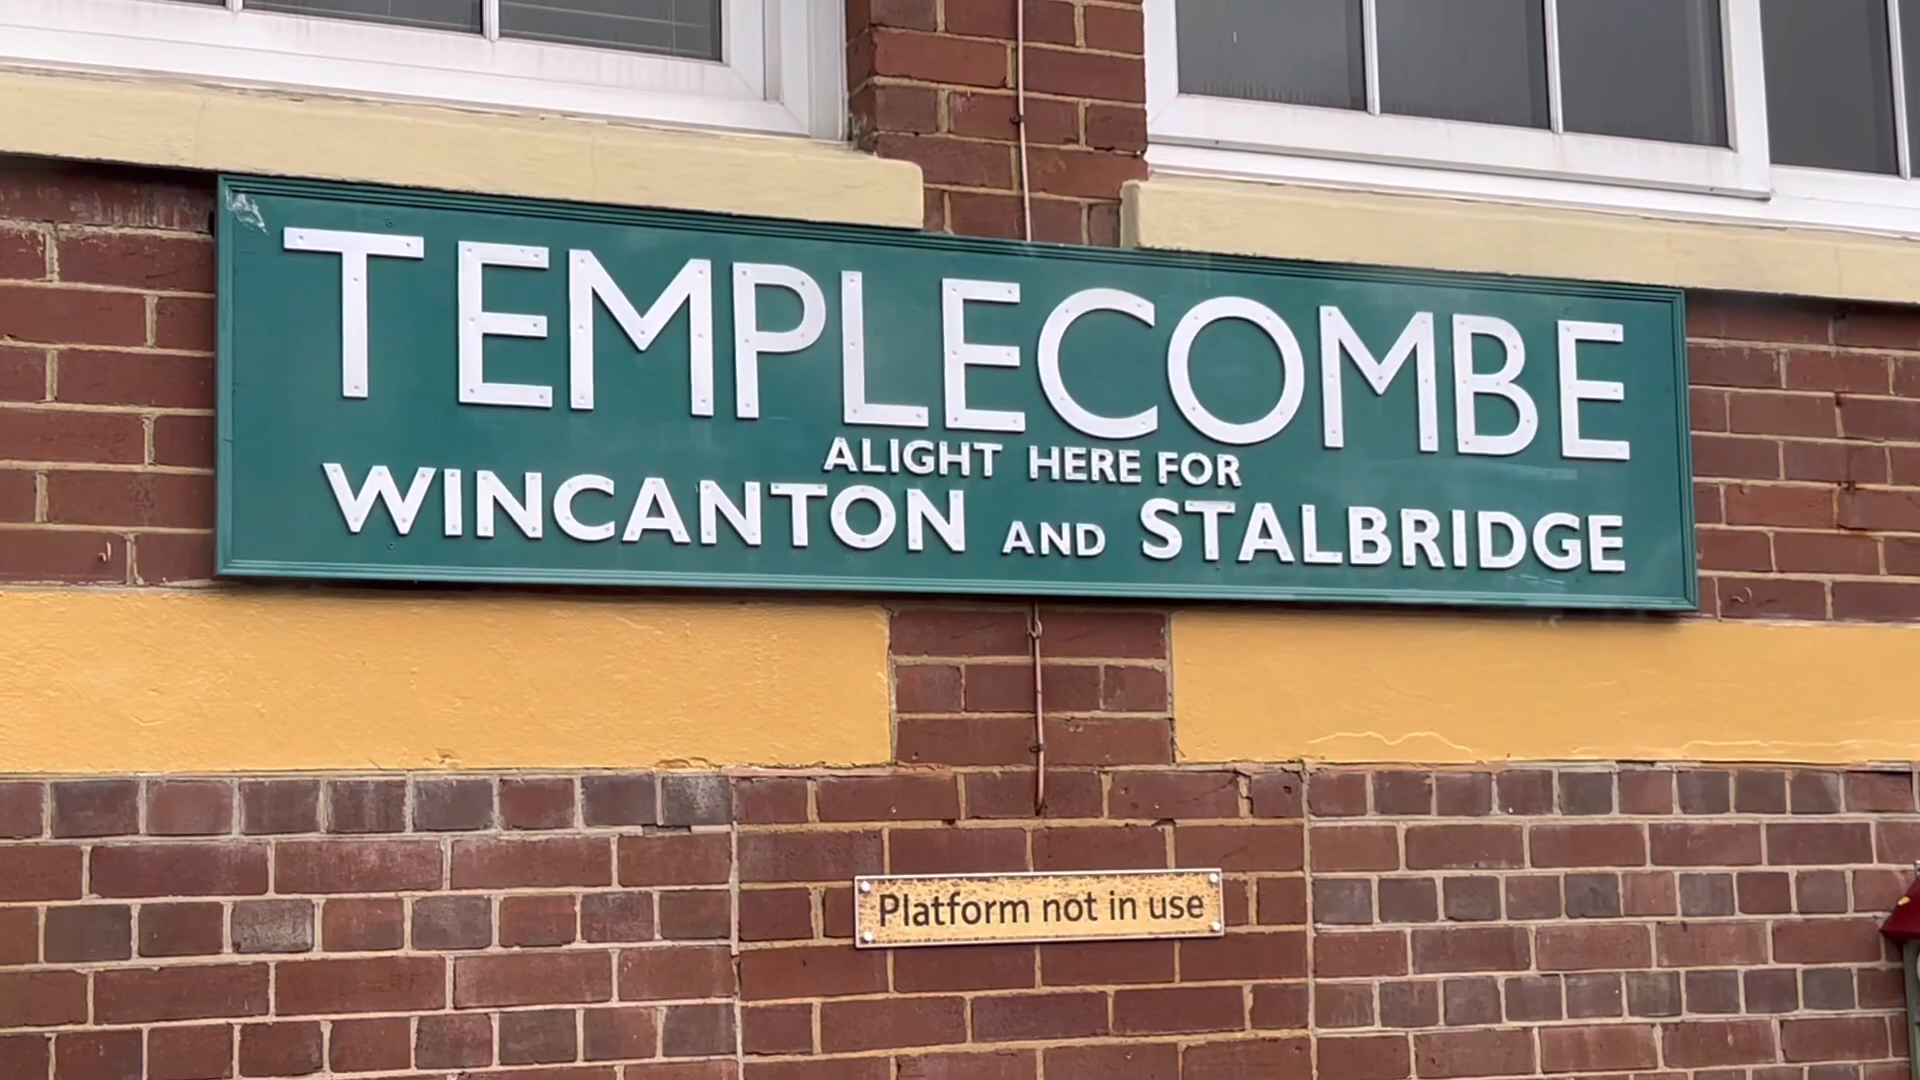 TEMPLECOMBE
ALIGHT HERE FOR
WINCANTON AND STALBRIDGE
Platform not in use